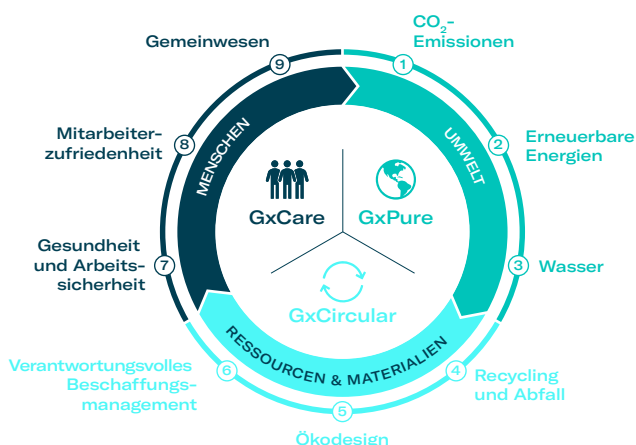 CO₂-
Emissionen
1
Erneuerbare
Energien
2
Wasser
3
Recycling
und Abfall
4
Ökodesign
5
Verantwortungsvolles
Beschaffungs-
management
6
Gesundheit
und Arbeits-
sicherheit
7
Mitarbeiter-
zufriedenheit
8
Gemeinwesen
9
MENSCHEN
UMWELT
RESSOURCEN & MATERIALIEN
GxCare
GxPure
GxCircular